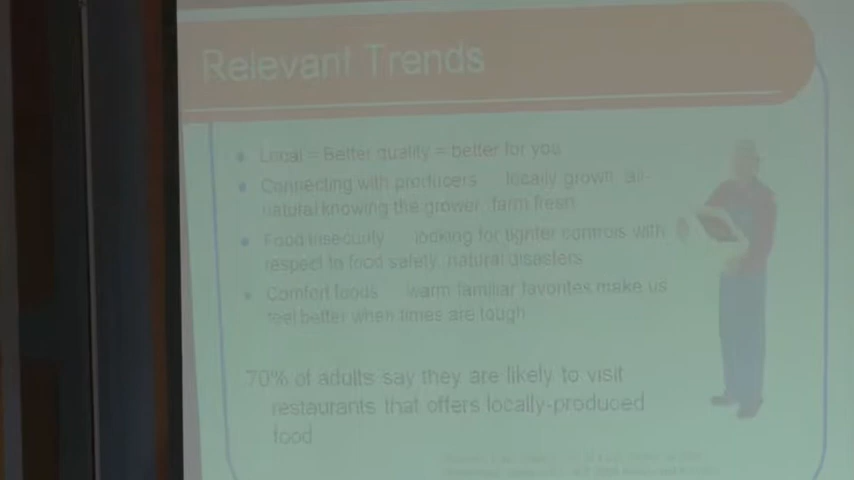 Relevant Trends
Local = Better quality = better for you
Connecting with producers locally grown, all-
natural knowing the grower, farm fresh
Food insecurity looking for tighter controls with
respect to food safety, natural disasters
Comfort foods warm familiar favorites make us
feel better when times are tough
70% of adults say they are likely to visit
restaurants that offers locally-produced
food